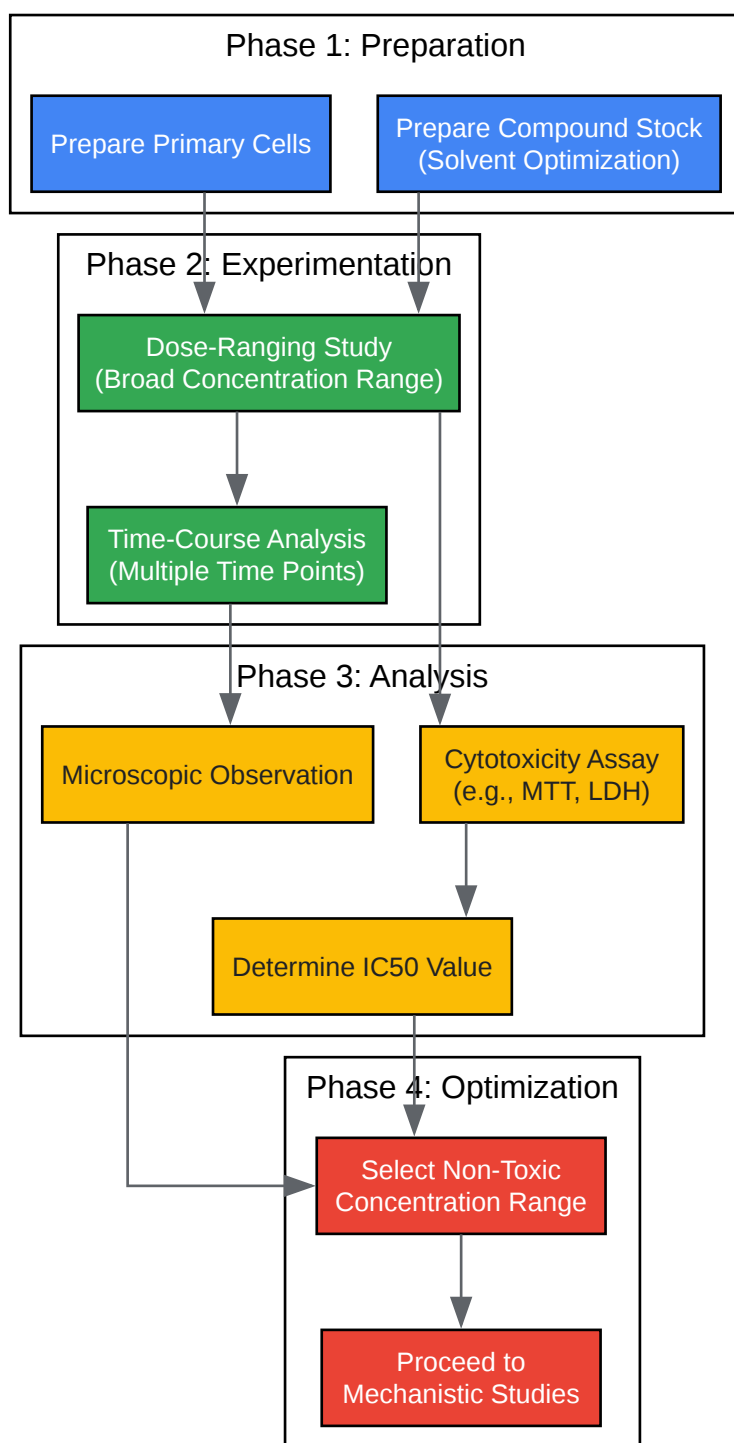 Phase 1: Preparation
Prepare Primary Cells
Prepare Compound Stock
(Solvent Optimization)
Phase 2: Experimentation
Dose-Ranging Study
(Broad Concentration Range)
Time-Course Analysis
(Multiple Time Points)
Phase 3: Analysis
Microscopic Observation
Cytotoxicity Assay
(e.g., MTT, LDH)
Determine IC50 Value
Phase 4: Optimization
Select Non-Toxic
Concentration Range
Proceed to
Mechanistic Studies